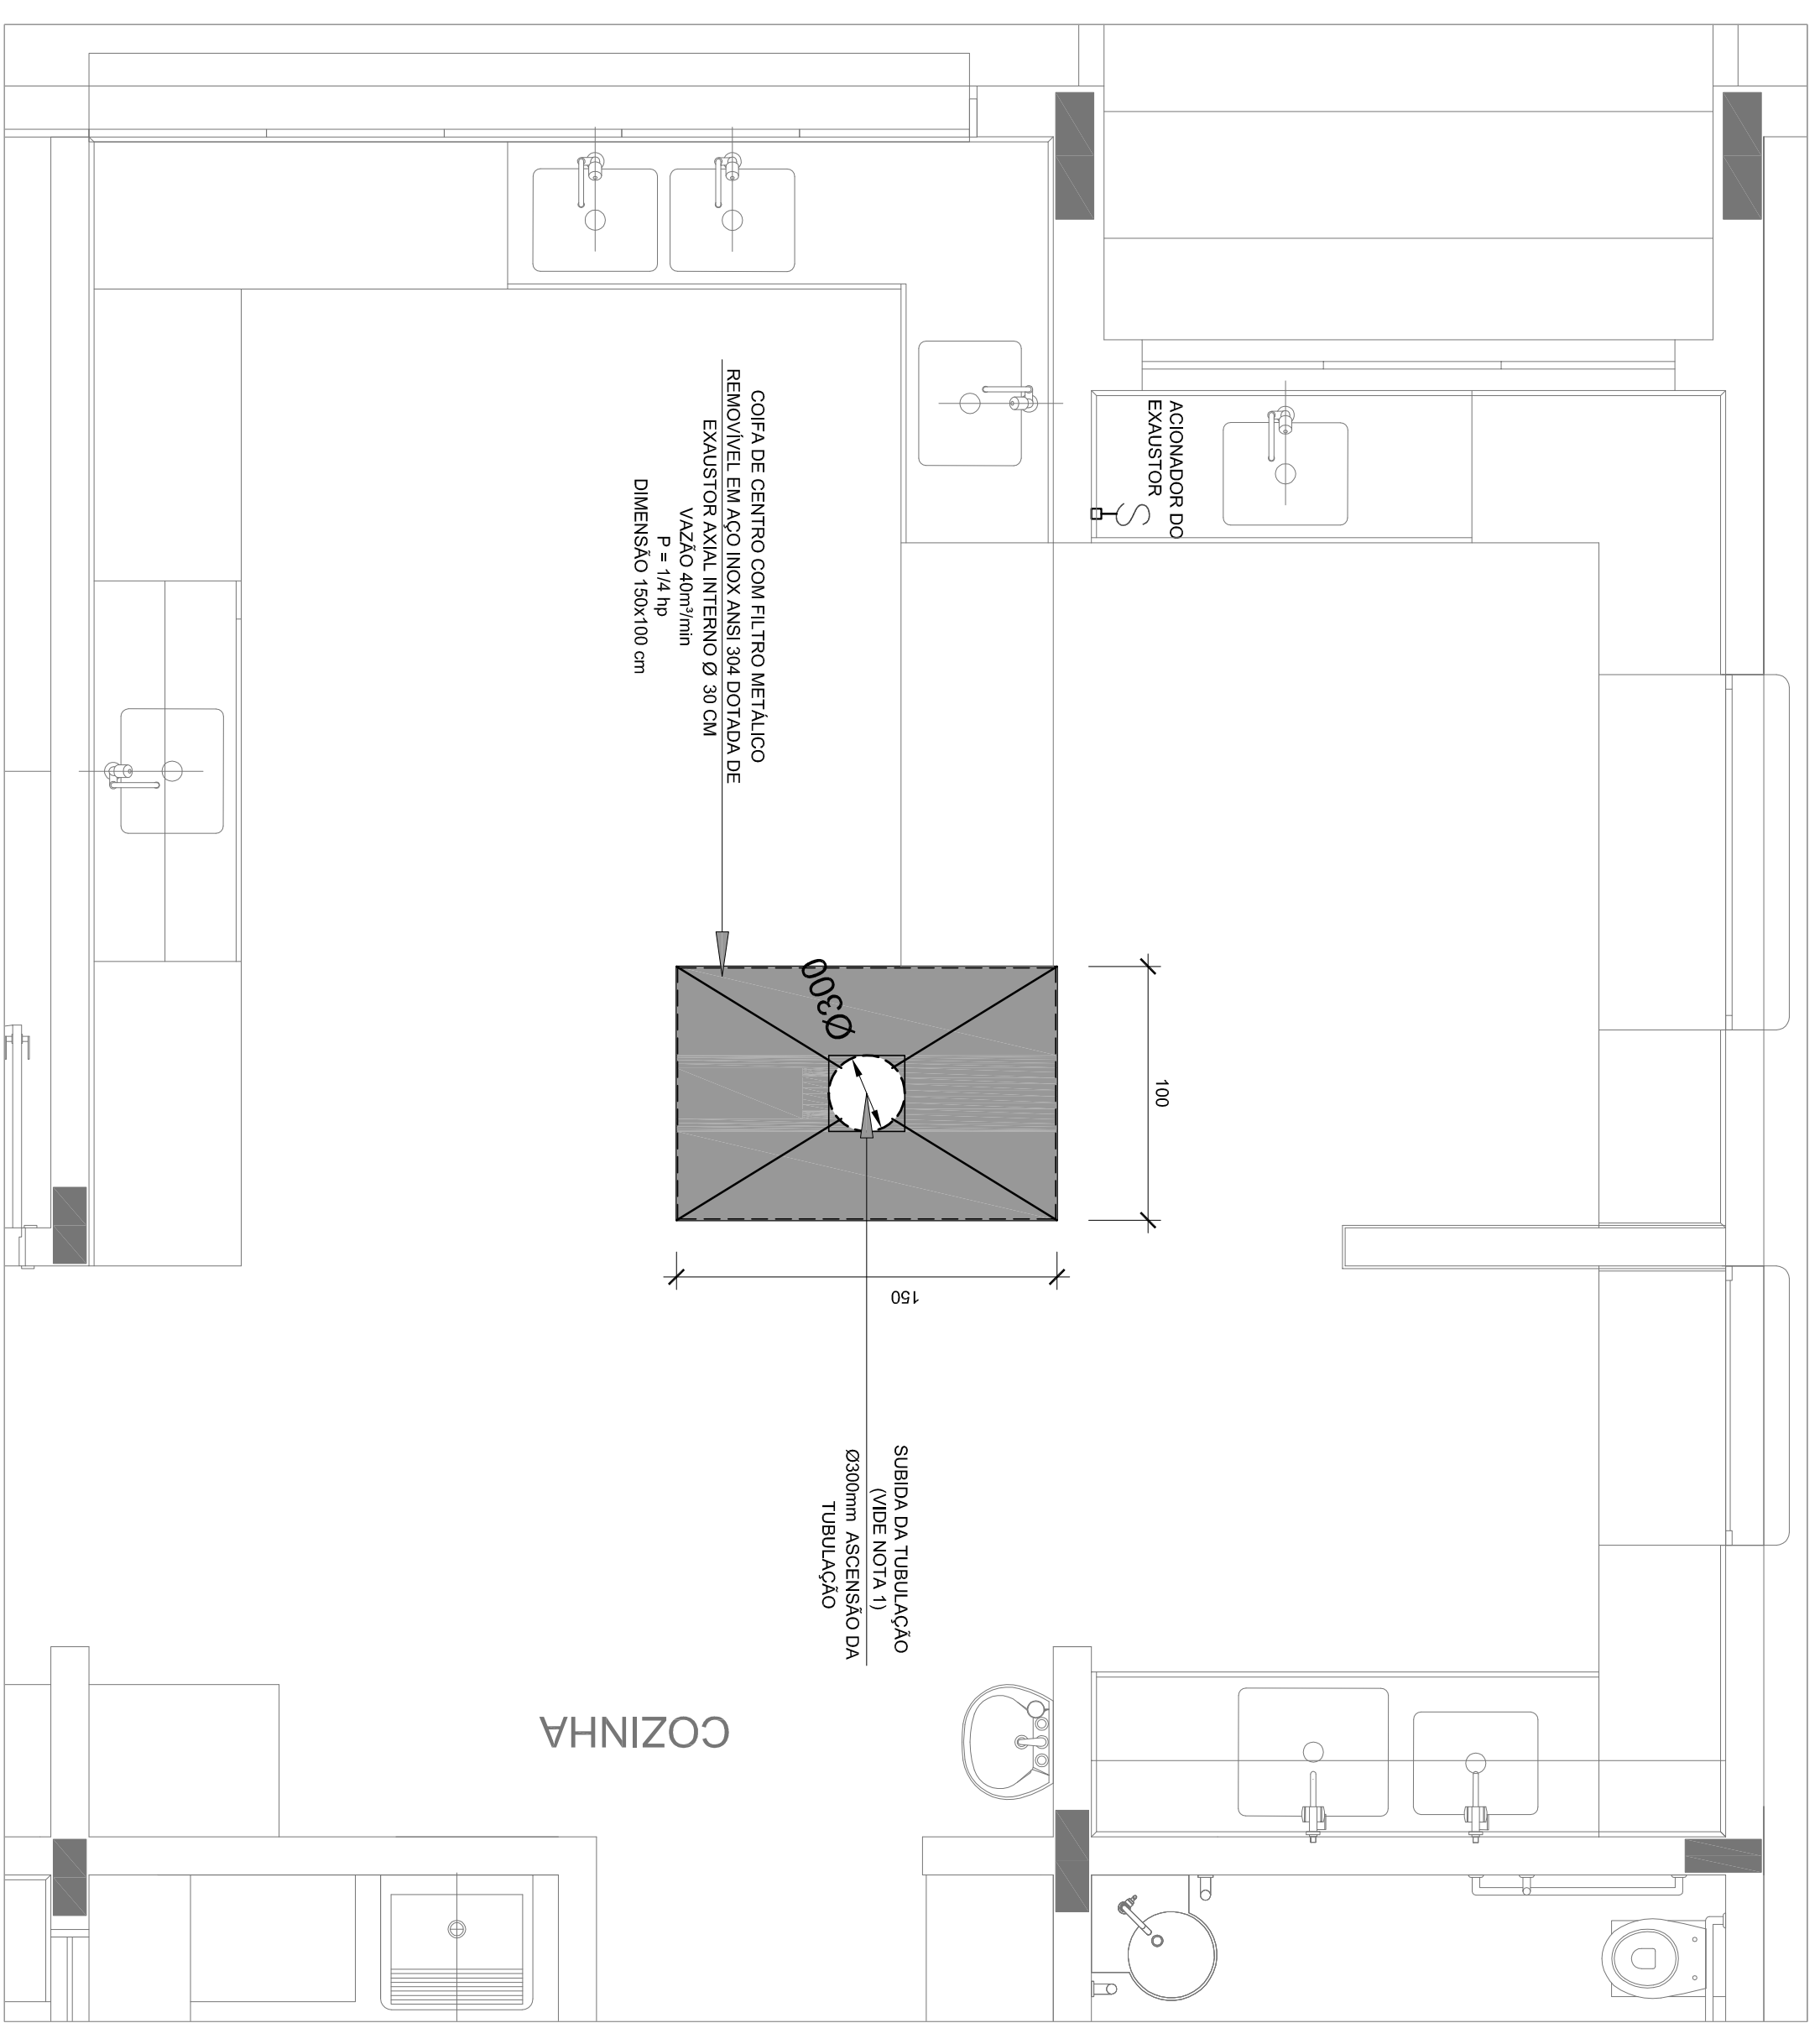 COIFA DE CENTRO COM FILTRO METÁLICO
REMOVÍVEL EM AÇO INOX ANSI 304 DOTADA DE
EXAUSTOR AXIAL INTERNO Ø 30 CM
VAZÃO 40m³/min
P = 1/4 hp
DIMENSÃO 150x100 cm
ACIONADOR DO
EXAUSTOR
S
Ø300
100
150
SUBIDA DA TUBULAÇÃO
(VIDE NOTA 1)
Ø300mm ASCENSÃO DA
TUBULAÇÃO
COZINHA